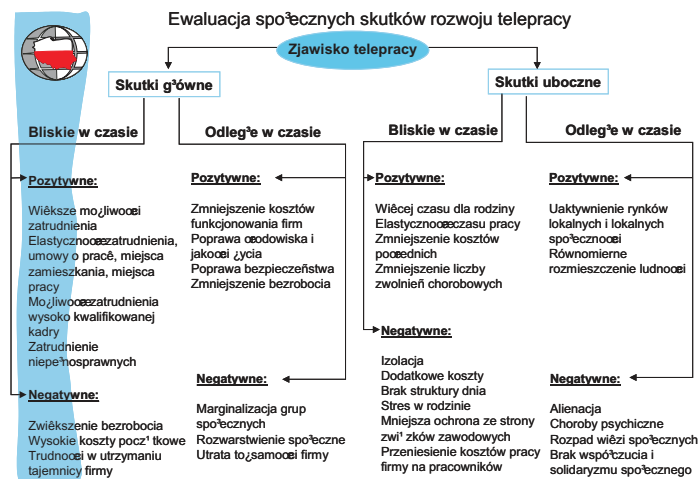 Ewaluacja spo³ecznych skutków rozwoju telepracy
Zjawisko telepracy
Skutki g³ówne
Skutki uboczne
Bliskie w czasie
Odleg³e w czasie
Bliskie w czasie
Odleg³e w czasie
Pozytywne:
Wiêksze mo¿liwoœci
zatrudnienia
Elastycznoœæ zatrudnienia,
umowy o pracê, miejsca
zamieszkania, miejsca
pracy
Mo¿liwoœæ zatrudnienia
wysoko kwalifikowanej
kadry
Zatrudnienie
niepe³nosprawnych
Negatywne:
Zwiêkszenie bezrobocia
Wysokie koszty pocz¹ tkowe
Trudnoœci w utrzymaniu
tajemnicy firmy
Pozytywne:
Zmniejszenie kosztów
funkcjonowania firm
Poprawa œrodowiska i
jakoœci ¿ycia
Poprawa bezpieczeństwa
Zmniejszenie bezrobocia
Negatywne:
Marginalizacja grup
spo³ecznych
Rozwarstwienie spo³eczne
Utrata to¿samoœci firmy
Pozytywne:
Wiêcej czasu dla rodziny
Elastycznoœæ czasu pracy
Zmniejszenie kosztów
poœrednich
Zmniejszenie liczby
zwolnieñ chorobowych
Negatywne:
Izolacja
Dodatkowe koszty
Brak struktury dnia
Stres w rodzinie
Mniejsza ochrona ze strony
zwi¹ zków zawodowych
Przeniesienie kosztów pracy
firmy na pracowników
Pozytywne:
Uaktywnienie rynków
lokalnych i lokalnych
spo³ecznoœci
Równomierne
rozmieszczenie ludnoœci
Negatywne:
Alienacja
Choroby psychiczne
Rozpad wiêzi spo³ecznych
Brak wspó³czucia i
solidaryzmu spo³ecznego